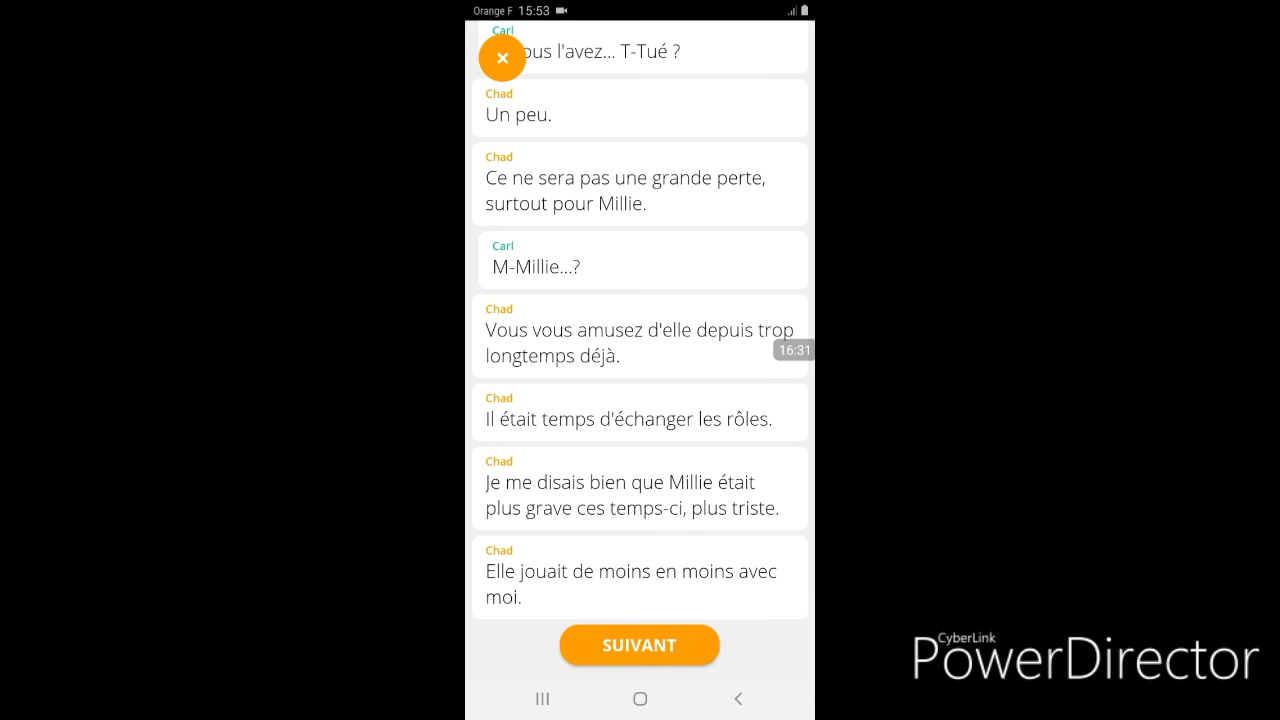 Orange F 15:53
Carl
ous l'avez... T-Tué ?
Chad
Un peu.
Chad
Ce ne sera pas une grande perte,
surtout pour Millie.
Carl
M-Millie...?
Chad
Vous vous amusez d'elle depuis trop
longtemps déjà.
16:31
Chad
Il était temps d'échanger les rôles.
Chad
Je me disais bien que Millie était
plus grave ces temps-ci, plus triste.
Chad
Elle jouait de moins en moins avec
moi.
SUIVANT
CyberLink
PowerDirector